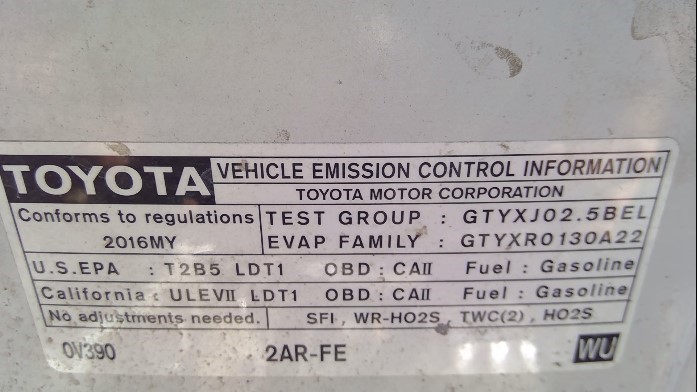 TOYOTA VEHICLE EMISSION CONTROL INFORMATION
TOYOTA MOTOR CORPORATION
Conforms to regulations TEST GROUP : GTYXJ02.5BEL
2016MY EVAP FAMILY : GTYXR0130A22
U.S.EPA : T2B5 LDT1 OBD : CAII Fuel : Gasoline
California : ULEVII LDT1 OBD : CAII Fuel : Gasoline
No adjustments needed. SFI, WR-HO2S, TWC(2), HO2S
0V390 2AR-FE WU